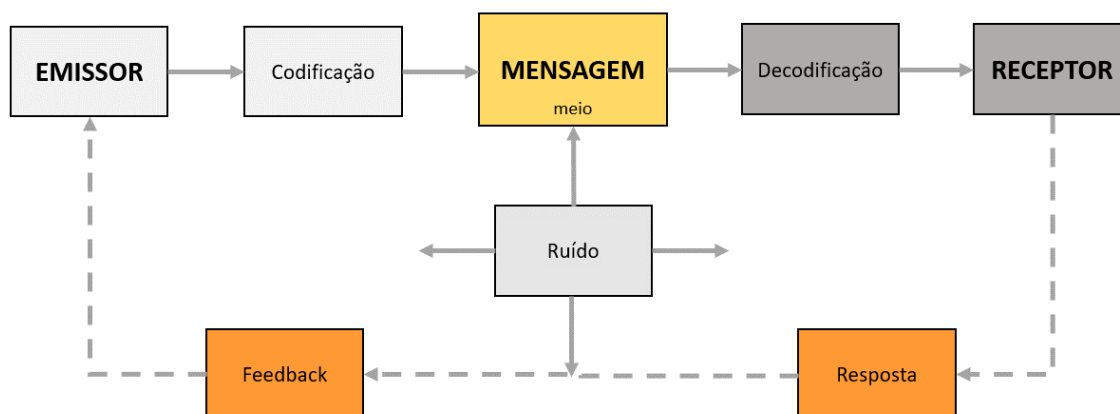 EMISSOR
Codificação
MENSAGEM
meio
Decodificação
RECEPTOR
Ruído
Feedback
Resposta